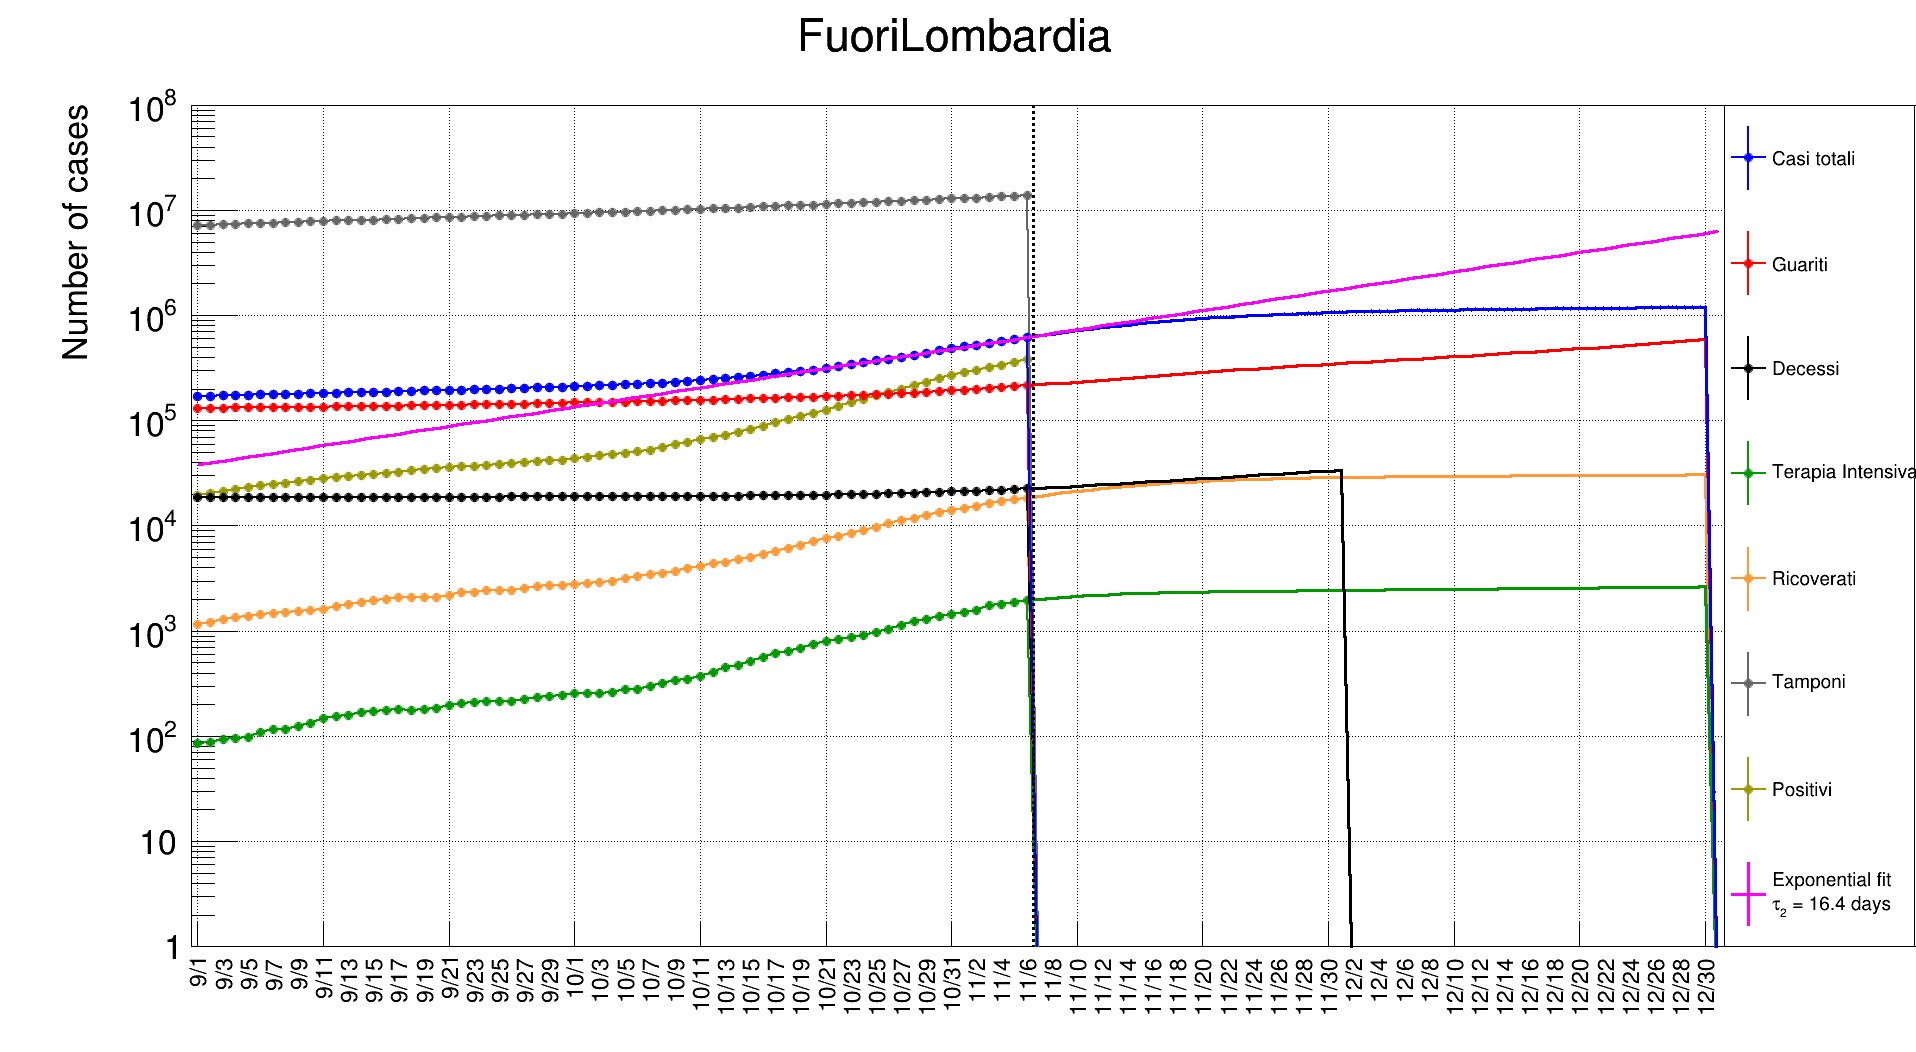 FuoriLombardia
Number of cases
10^8
10^7
10^6
10^5
10^4
10^3
10^2
10
1
9/1 9/3 9/5 9/7 9/9 9/11 9/13 9/15 9/17 9/19 9/21 9/23 9/25 9/27 9/29 10/1 10/3 10/5 10/7 10/9 10/11 10/13 10/15 10/17 10/19 10/21 10/23 10/25 10/27 10/29 10/31 11/2 11/4 11/6 11/8 11/10 11/12 11/14 11/16 11/18 11/20 11/22 11/24 11/26 11/28 11/30 12/2 12/4 12/6 12/8 12/10 12/12 12/14 12/16 12/18 12/20 12/22 12/24 12/26 12/28 12/30
Casi totali
Guariti
Decessi
Terapia Intensiva
Ricoverati
Tamponi
Positivi
Exponential fit
τ_2 = 16.4 days